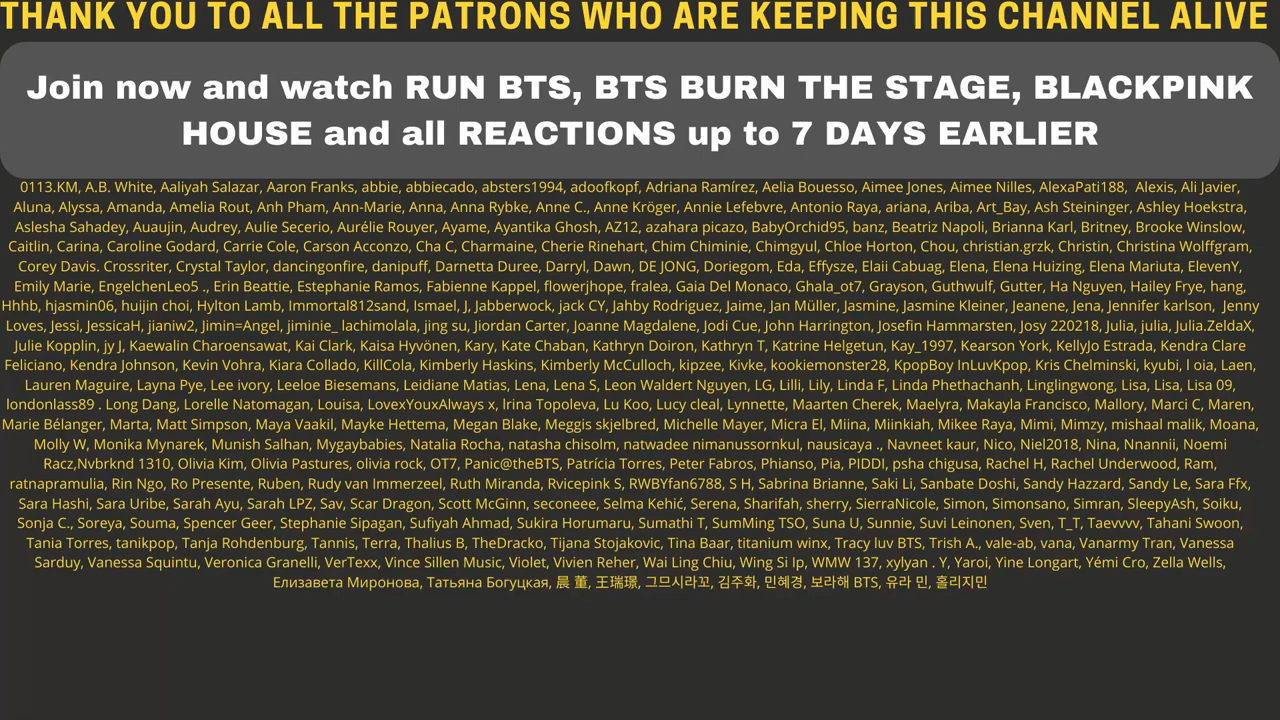 THANK YOU TO ALL THE PATRONS WHO ARE KEEPING THIS CHANNEL ALIVE
Join now and watch RUN BTS, BTS BURN THE STAGE, BLACKPINK
HOUSE and all REACTIONS up to 7 DAYS EARLIER
0113.KM, A.B. White, Aaliyah Salazar, Aaron Franks, abbie, abbiecado, absters1994, adoofkopf, Adriana Ramírez, Aelia Bouesso, Aimee Jones, Aimee Nilles, AlexaPati188, Alexis, Ali Javier,
Aluna, Alyssa, Amanda, Amelia Rout, Anh Pham, Ann-Marie, Anna, Anna Rybke, Anne C., Anne Kröger, Annie Lefebvre, Antonio Raya, ariana, Ariba, Art_Bay, Ash Steininger, Ashley Hoekstra,
Aslesha Sahadey, Auaujin, Audrey, Aulie Secerio, Aurélie Rouyer, Ayame, Ayantika Ghosh, AZ12, azahara picazo, BabyOrchid95, banz, Beatriz Napoli, Brianna Karl, Britney, Brooke Winslow,
Caitlin, Carina, Caroline Godard, Carrie Cole, Carson Acconzo, Cha C, Charmaine, Cherie Rinehart, Chim Chiminie, Chimgyul, Chloe Horton, Chou, christian.grzk, Christin, Christina Wolffgram,
Corey Davis. Crossriter, Crystal Taylor, dancingonfire, danipuff, Darnetta Duree, Darryl, Dawn, DE JONG, Doriegom, Eda, Effysze, Elaii Cabuag, Elena, Elena Huizing, Elena Mariuta, ElevenY,
Emily Marie, EngelchenLeo5 ., Erin Beattie, Estephanie Ramos, Fabienne Kappel, flowerjhope, fralea, Gaia Del Monaco, Ghala_ot7, Grayson, Guthwulf, Gutter, Ha Nguyen, Hailey Frye, hang,
Hhhb, hjasmin06, huijin choi, Hylton Lamb, Immortal812sand, Ismael, J, Jabberwock, jack CY, Jahby Rodriguez, Jaime, Jan Müller, Jasmine, Jasmine Kleiner, Jeanene, Jena, Jennifer karlson, Jenny
Loves, Jessi, JessicaH, jianiw2, Jimin=Angel, jiminie_ lachimolala, jing su, Jiordan Carter, Joanne Magdalene, Jodi Cue, John Harrington, Josefin Hammarsten, Josy 220218, Julia, julia, Julia.ZeldaX,
Julie Kopplin, jy J, Kaewalin Charoensawat, Kai Clark, Kaisa Hyvönen, Kary, Kate Chaban, Kathryn Doiron, Kathryn T, Katrine Helgetun, Kay_1997, Kearson York, KellyJo Estrada, Kendra Clare
Feliciano, Kendra Johnson, Kevin Vohra, Kiara Collado, KillCola, Kimberly Haskins, Kimberly McCulloch, kipzee, Kivke, kookiemonster28, KpopBoy InLuvKpop, Kris Chelminski, kyubi, l oia, Laen,
Lauren Maguire, Layna Pye, Lee ivory, Leeloe Biesemans, Leidiane Matias, Lena, Lena S, Leon Waldert Nguyen, LG, Lilli, Lily, Linda F, Linda Phethachanh, Linglingwong, Lisa, Lisa, Lisa 09,
londonlass89 . Long Dang, Lorelle Natomagan, Louisa, LovexYouxAlways x, lrina Topoleva, Lu Koo, Lucy cleal, Lynnette, Maarten Cherek, Maelyra, Makayla Francisco, Mallory, Marci C, Maren,
Marie Bélanger, Marta, Matt Simpson, Maya Vaakil, Mayke Hettema, Megan Blake, Meggis skjelbred, Michelle Mayer, Micra El, Miina, Miinkiah, Mikee Raya, Mimi, Mimzy, mishaal malik, Moana,
Molly W, Monika Mynarek, Munish Salhan, Mygaybabies, Natalia Rocha, natasha chisolm, natwadee nimanussornkul, nausicaya ., Navneet kaur, Nico, Niel2018, Nina, Nnannii, Noemi
Racz,Nvbrknd 1310, Olivia Kim, Olivia Pastures, olivia rock, OT7, Panic@theBTS, Patrícia Torres, Peter Fabros, Phianso, Pia, PIDDI, psha chigusa, Rachel H, Rachel Underwood, Ram,
ratnapramulia, Rin Ngo, Ro Presente, Ruben, Rudy van Immerzeel, Ruth Miranda, Rvicepink S, RWBYfan6788, S H, Sabrina Brianne, Saki Li, Sanbate Doshi, Sandy Hazzard, Sandy Le, Sara Ffx,
Sara Hashi, Sara Uribe, Sarah Ayu, Sarah LPZ, Sav, Scar Dragon, Scott McGinn, seconeee, Selma Kehić, Serena, Sharifah, sherry, SierraNicole, Simon, Simonsano, Simran, SleepyAsh, Soiku,
Sonja C., Soreya, Souma, Spencer Geer, Stephanie Sipagan, Sufiyah Ahmad, Sukira Horumaru, Sumathi T, SumMing TSO, Suna U, Sunnie, Suvi Leinonen, Sven, T_T, Taevvvv, Tahani Swoon,
Tania Torres, tanikpop, Tanja Rohdenburg, Tannis, Terra, Thalius B, TheDracko, Tijana Stojakovic, Tina Baar, titanium winx, Tracy luv BTS, Trish A., vale-ab, vana, Vanarmy Tran, Vanessa
Sarduy, Vanessa Squintu, Veronica Granelli, VerTexx, Vince Sillen Music, Violet, Vivien Reher, Wai Ling Chiu, Wing Si Ip, WMW 137, xylyan . Y, Yaroi, Yine Longart, Yémi Cro, Zella Wells,
Елизавета Миронова, Татьяна Богуцкая, 晨 董, 王瑞璟, 그므시라꼬, 김주화, 민혜경, 보라해 BTS, 유라 민, 홀리지민